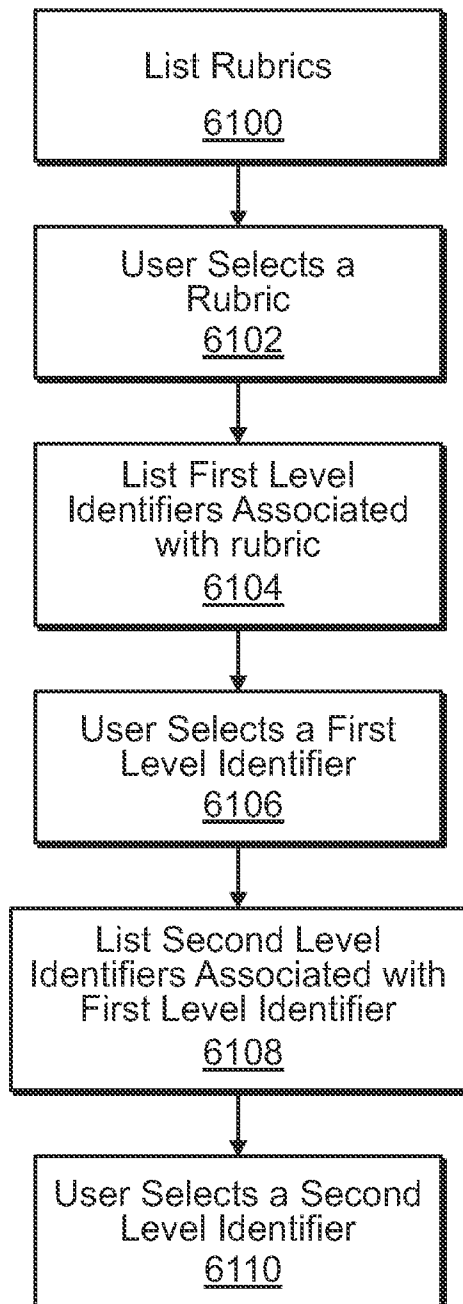 List Rubrics
6100
User Selects a
Rubric
6102
List First Level
Identifiers Associated
with rubric
6104
User Selects a First
Level Identifier
6106
List Second Level
Identifiers Associated with
First Level Identifier
6108
User Selects a Second
Level Identifier
6110